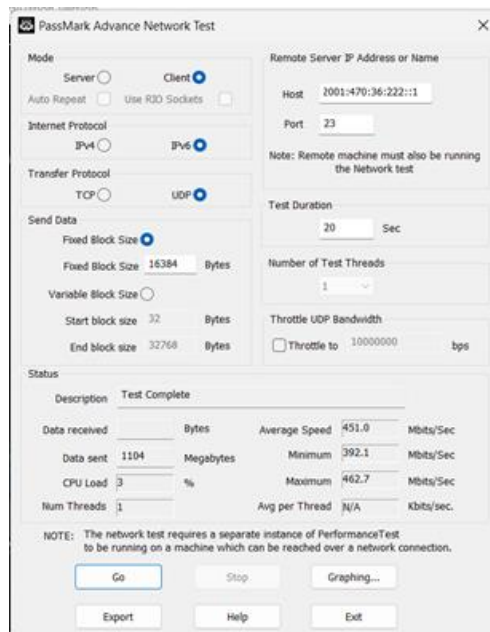 PassMark Advance Network Test
Mode
Server
Client
Auto Repeat
Use RIO Sockets
Internet Protocol
IPv4
IPv6
Transfer Protocol
TCP
UDP
Send Data
Fixed Block Size
Fixed Block Size 16384 Bytes
Variable Block Size
Start block size 32 Bytes
End block size 32768 Bytes
Remote Server IP Address or Name
Host 2001:470:36:222::1
Port 23
Note: Remote machine must also be running
the Network test
Test Duration
20 Sec
Number of Test Threads
1
Throttle UDP Bandwidth
Throttle to 10000000 bps
Status
Description Test Complete
Data received Bytes
Average Speed 451.0 Mbits/Sec
Data sent 1104 Megabytes
Minimum 392.1 Mbits/Sec
CPU Load 3 %
Maximum 462.7 Mbits/Sec
Num Threads 1
Avg per Thread N/A Kbits/sec.
NOTE: The network test requires a separate instance of PerformanceTest
to be running on a machine which can be reached over a network connection.
Go
Stop
Graphing...
Export
Help
Exit